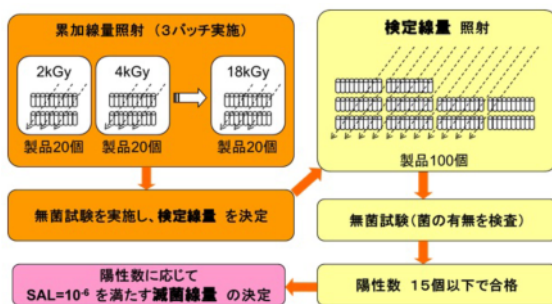 累加線量照射（３バッチ実施）
2kGy
4kGy
18kGy
製品20個
製品20個
製品20個
無菌試験を実施し、検定線量 を決定
検定線量 照射
製品100個
無菌試験(菌の有無を検査)
陽性数 １５個以下で合格
陽性数に応じて
SAL=10⁻⁶ を満たす滅菌線量 の決定